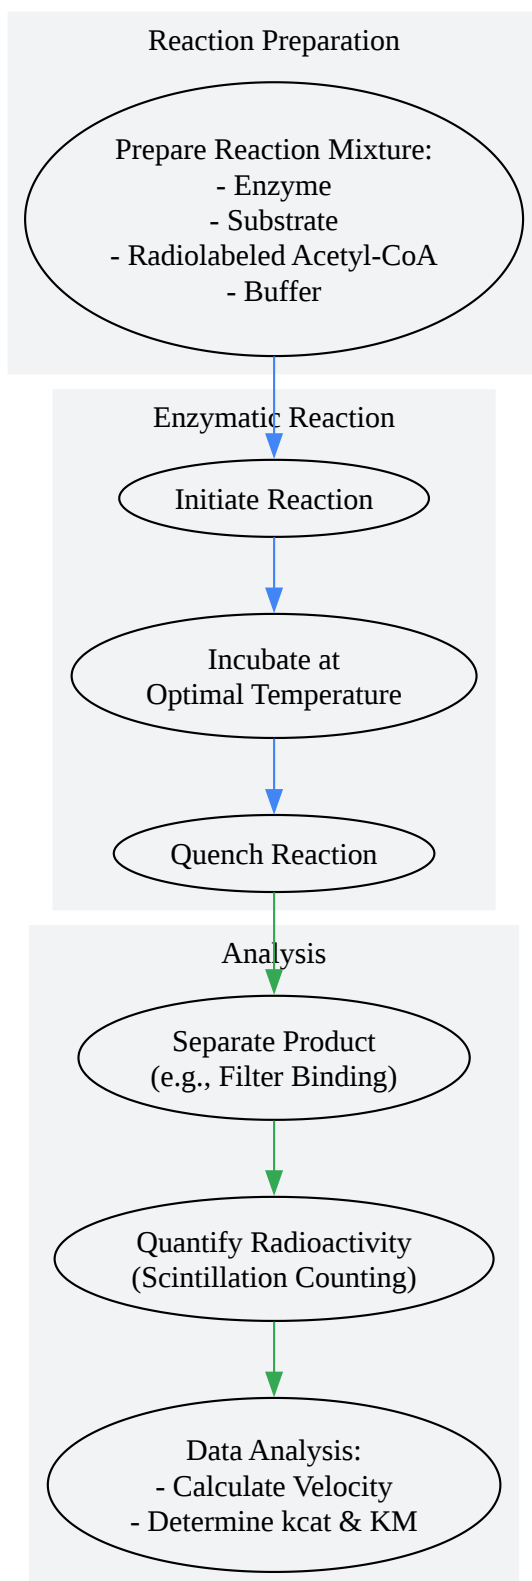 Reaction Preparation
Prepare Reaction Mixture:
- Enzyme
- Substrate
- Radiolabeled Acetyl-CoA
- Buffer
Enzymatic Reaction
Initiate Reaction
Incubate at
Optimal Temperature
Quench Reaction
Analysis
Separate Product
(e.g., Filter Binding)
Quantify Radioactivity
(Scintillation Counting)
Data Analysis:
- Calculate Velocity
- Determine kcat & KM